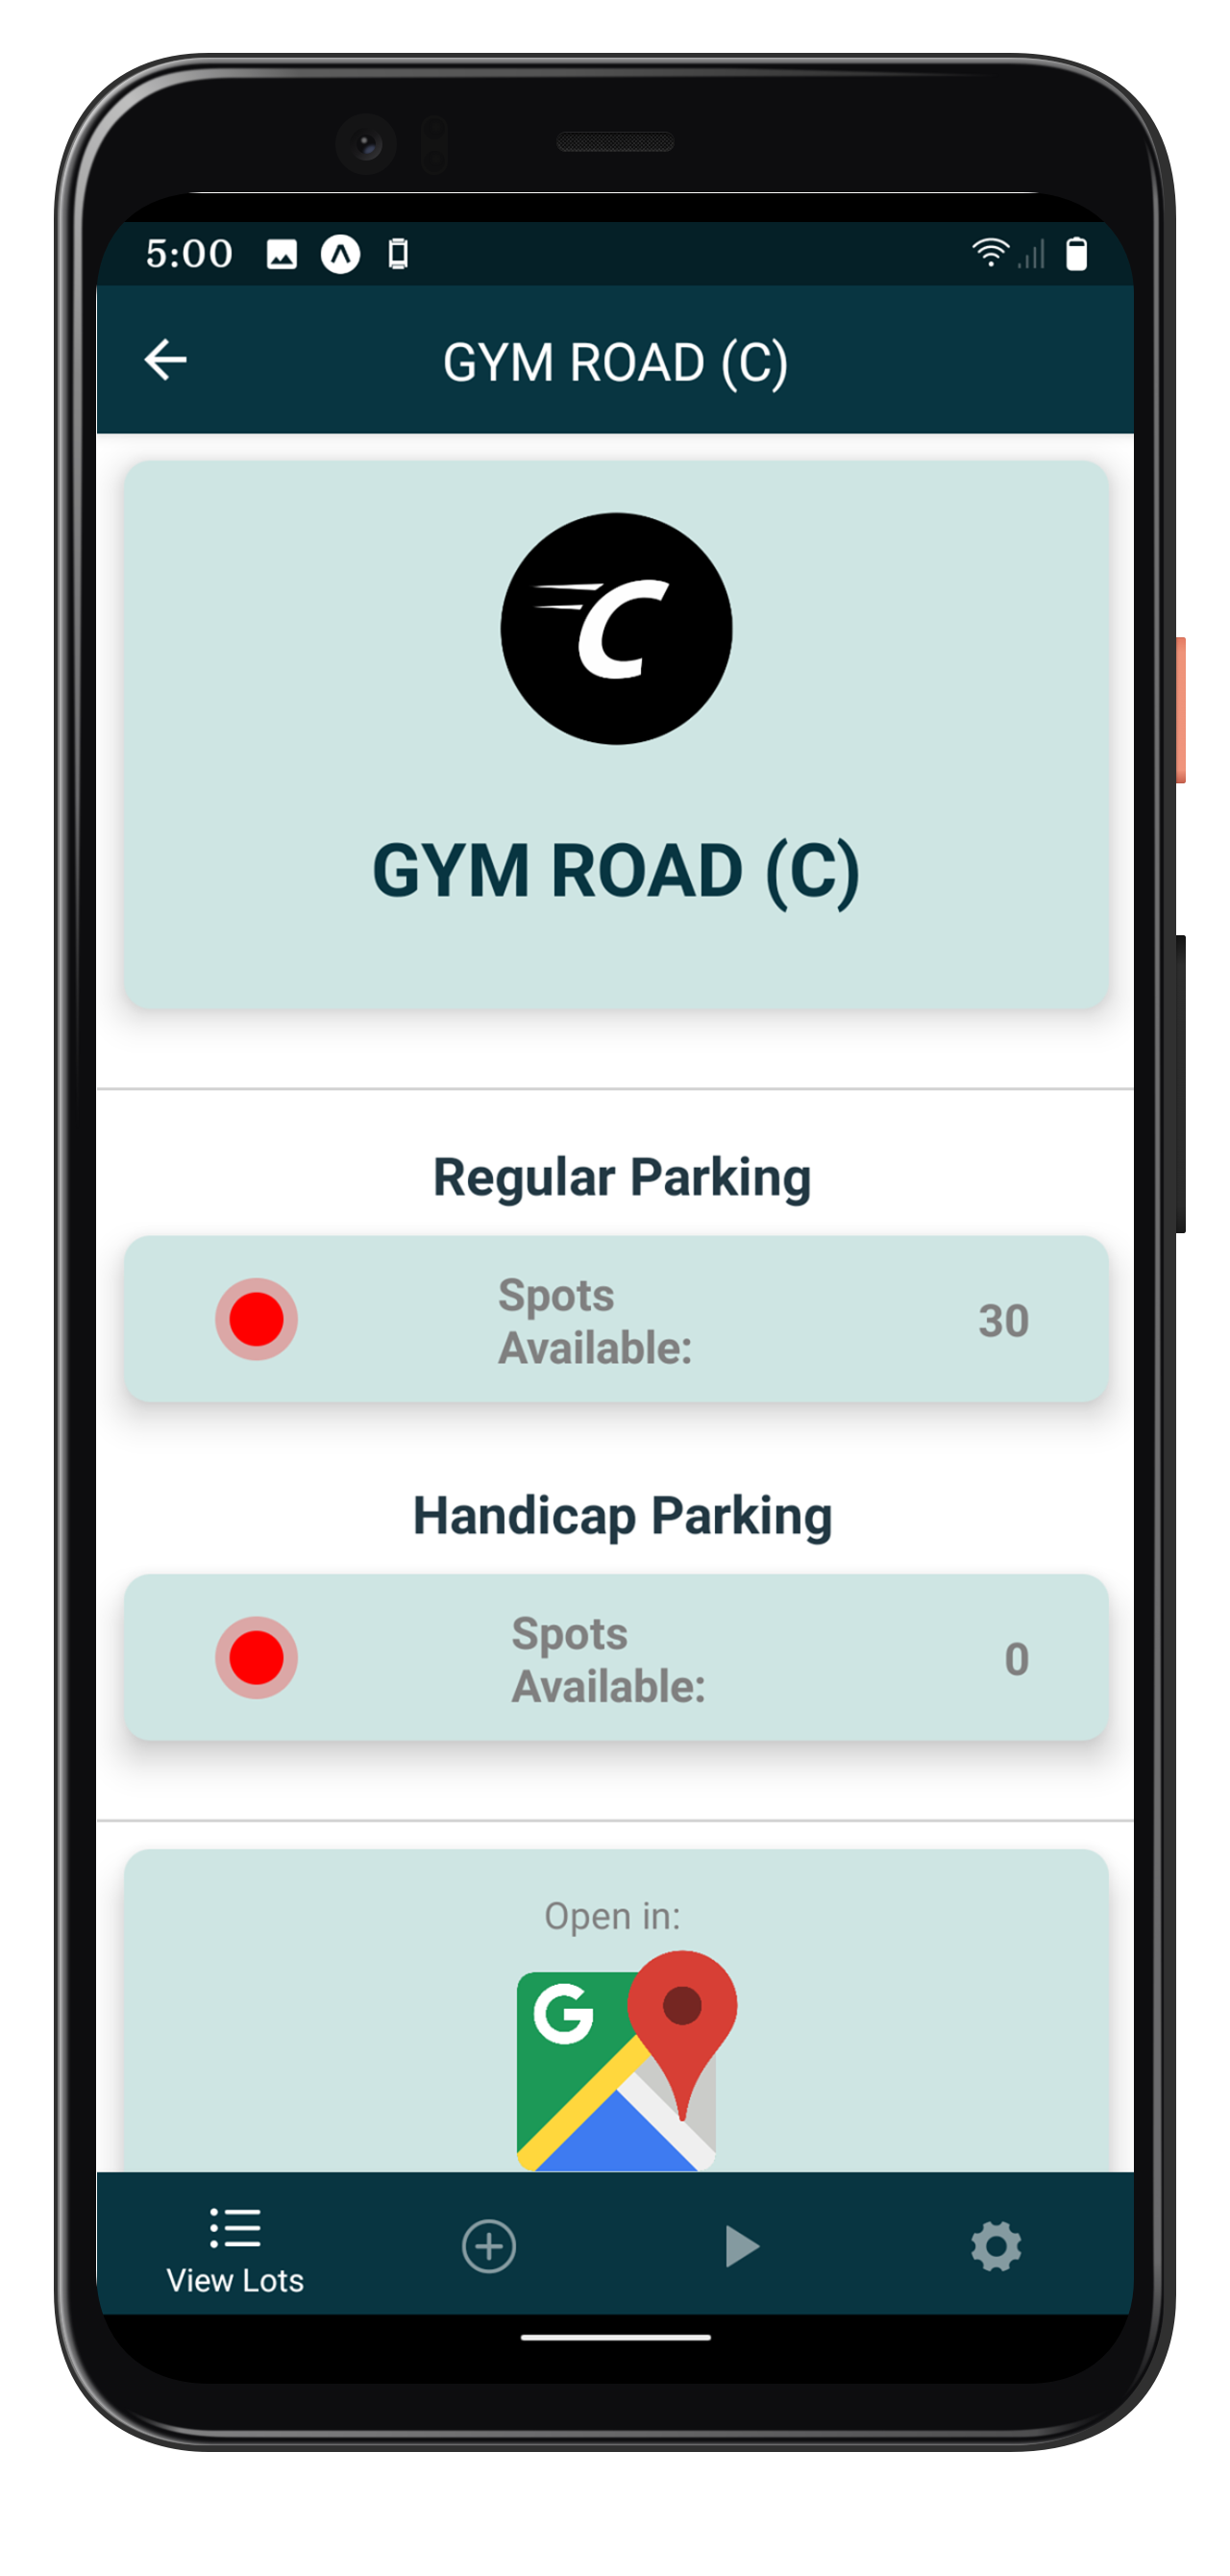 5:00
GYM ROAD (C)
C
GYM ROAD (C)
Regular Parking
Spots
Available:
30
Handicap Parking
Spots
Available:
0
Open in:
G
View Lots